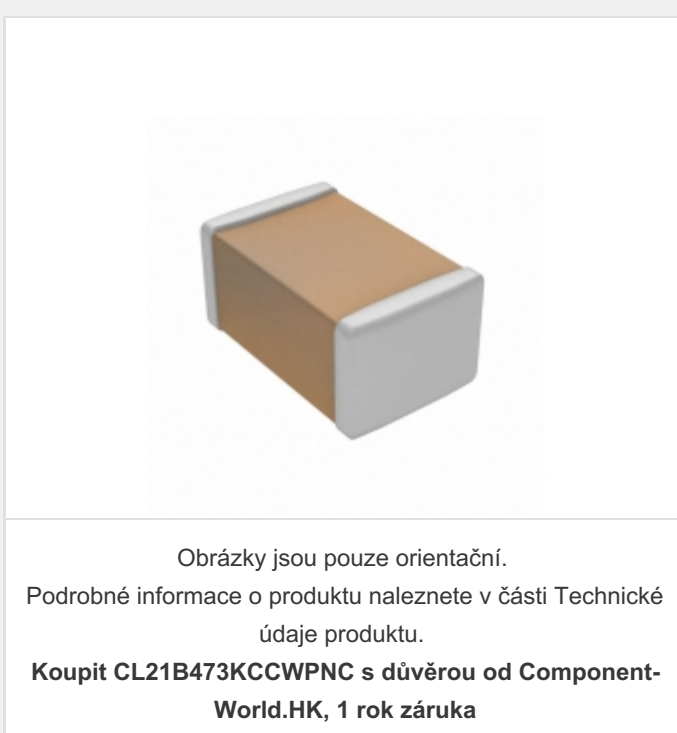 Obrázky jsou pouze orientační.
Podrobné informace o produktu naleznete v části Technické
údaje produktu.
Koupit CL21B473KCCWPNC s důvěrou od Component-
World.HK, 1 rok záruka